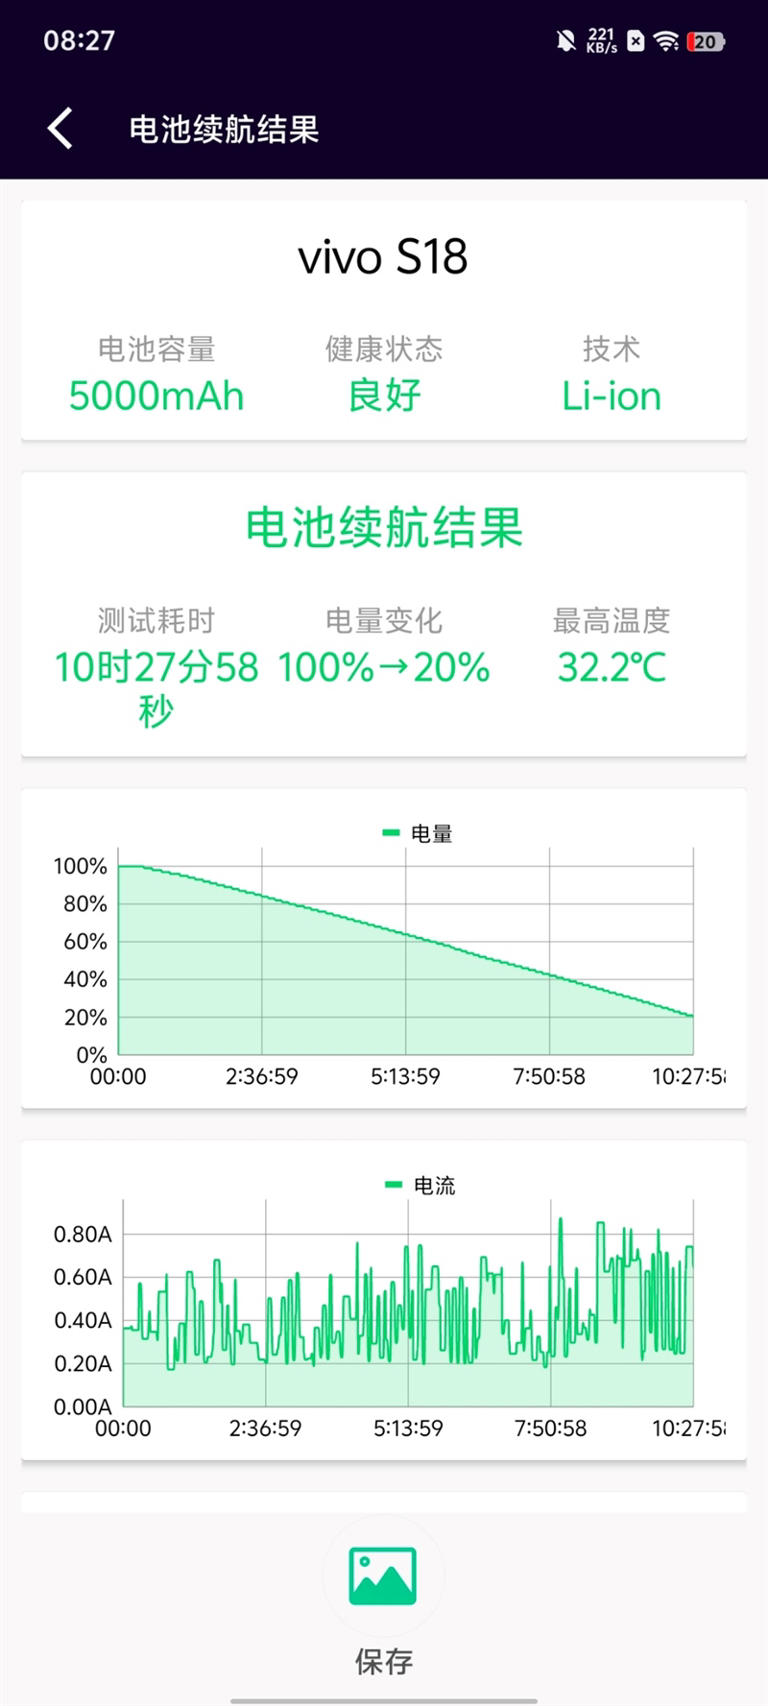 08:27
221
KB/s
20
电池续航结果
vivo S18
电池容量 健康状态 技术
5000mAh 良好 Li-ion
电池续航结果
测试耗时 电量变化 最高温度
10时27分58秒 100%→20% 32.2℃
电量
100%
80%
60%
40%
20%
0%
00:00 2:36:59 5:13:59 7:50:58 10:27:58
电流
0.80A
0.60A
0.40A
0.20A
0.00A
00:00 2:36:59 5:13:59 7:50:58 10:27:58
保存